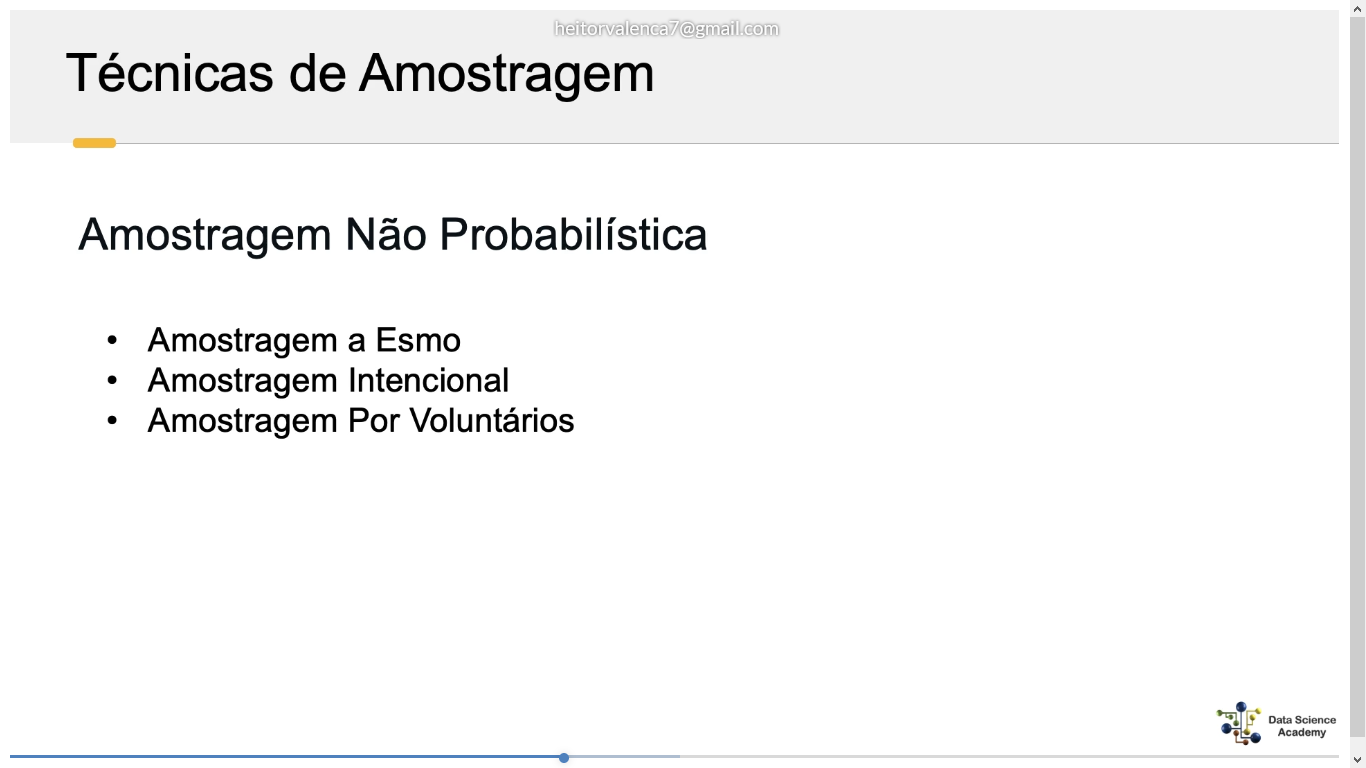 heitorvalenca7@gmail.com
Técnicas de Amostragem
Amostragem Não Probabilística
• Amostragem a Esmo
• Amostragem Intencional
• Amostragem Por Voluntários
Data Science
Academy